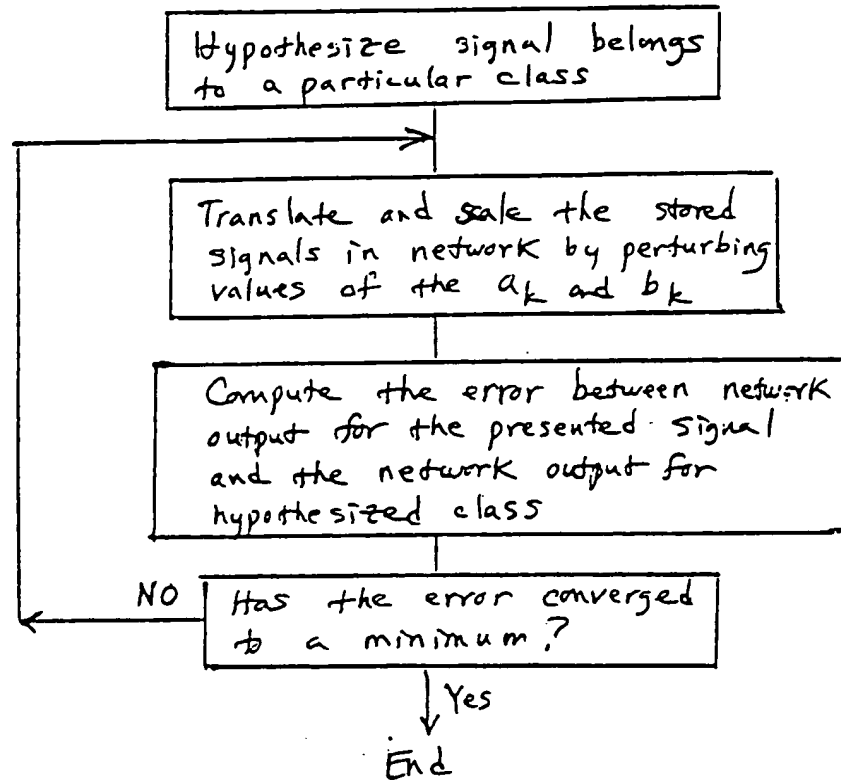 Hypothesize signal belongs
to a particular class
Translate and scale the stored
signals in network by perturbing
values of the ak and bk
Compute the error between network
output for the presented signal
and the network output for
hypothesized class
NO
Has the error converged
to a minimum?
Yes
End